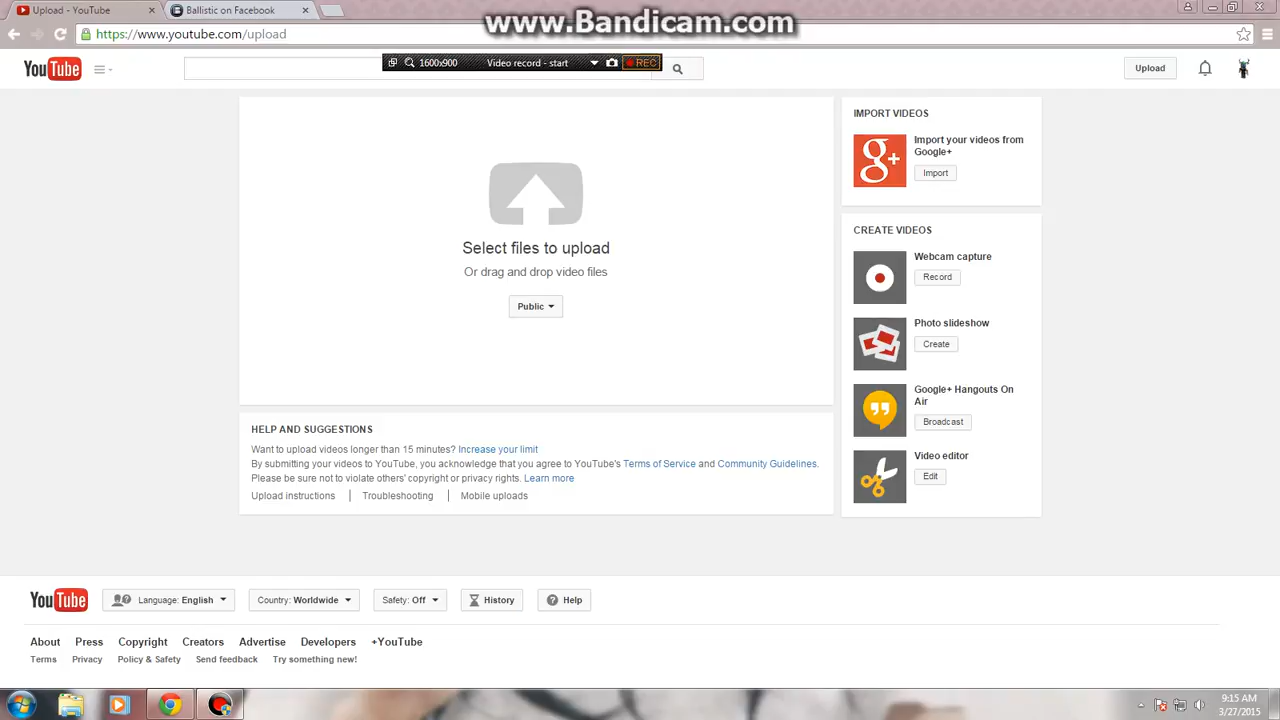 Upload - YouTube
Ballistic on Facebook
www.Bandicam.com
https://www.youtube.com/upload
1600x900
Video record - start
REC
YouTube
Upload
Select files to upload
Or drag and drop video files
Public
IMPORT VIDEOS
g+
Import your videos from
Google+
Import
CREATE VIDEOS
Webcam capture
Record
Photo slideshow
Create
Google+ Hangouts On
Air
Broadcast
Video editor
Edit
HELP AND SUGGESTIONS
Want to upload videos longer than 15 minutes? Increase your limit
By submitting your videos to YouTube, you acknowledge that you agree to YouTube's Terms of Service and Community Guidelines.
Please be sure not to violate others' copyright or privacy rights. Learn more
Upload instructions | Troubleshooting | Mobile uploads
YouTube
Language: English
Country: Worldwide
Safety: Off
History
Help
About Press Copyright Creators Advertise Developers +YouTube
Terms Privacy Policy & Safety Send feedback Try something new!
9:15 AM
3/27/2015